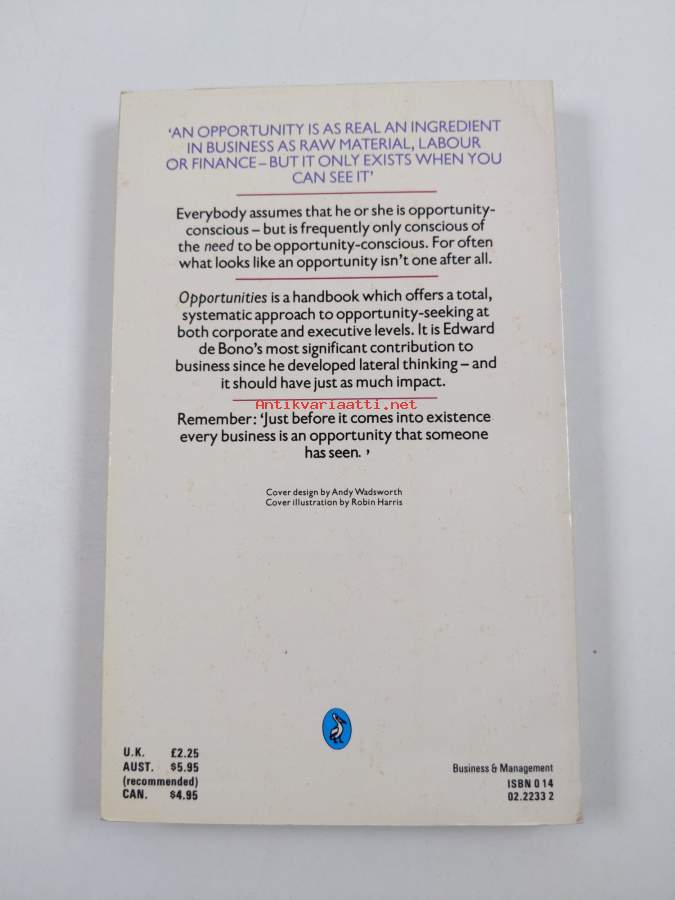 'AN OPPORTUNITY IS AS REAL AN INGREDIENT
IN BUSINESS AS RAW MATERIAL, LABOUR
OR FINANCE – BUT IT ONLY EXISTS WHEN YOU
CAN SEE IT'
Everybody assumes that he or she is opportunity-
conscious – but is frequently only conscious of
the need to be opportunity-conscious. For often
what looks like an opportunity isn't one after all.
Opportunities is a handbook which offers a total,
systematic approach to opportunity-seeking at
both corporate and executive levels. It is Edward
de Bono's most significant contribution to
business since he developed lateral thinking – and
it should have just as much impact.
Antikvariaatti.net
Remember: 'Just before it comes into existence
every business is an opportunity that someone
has seen. '
Cover design by Andy Wadsworth
Cover illustration by Robin Harris
U.K. £2.25
AUST. $5.95
(recommended)
CAN. $4.95
Business & Management
ISBN 0 14
02.2233 2